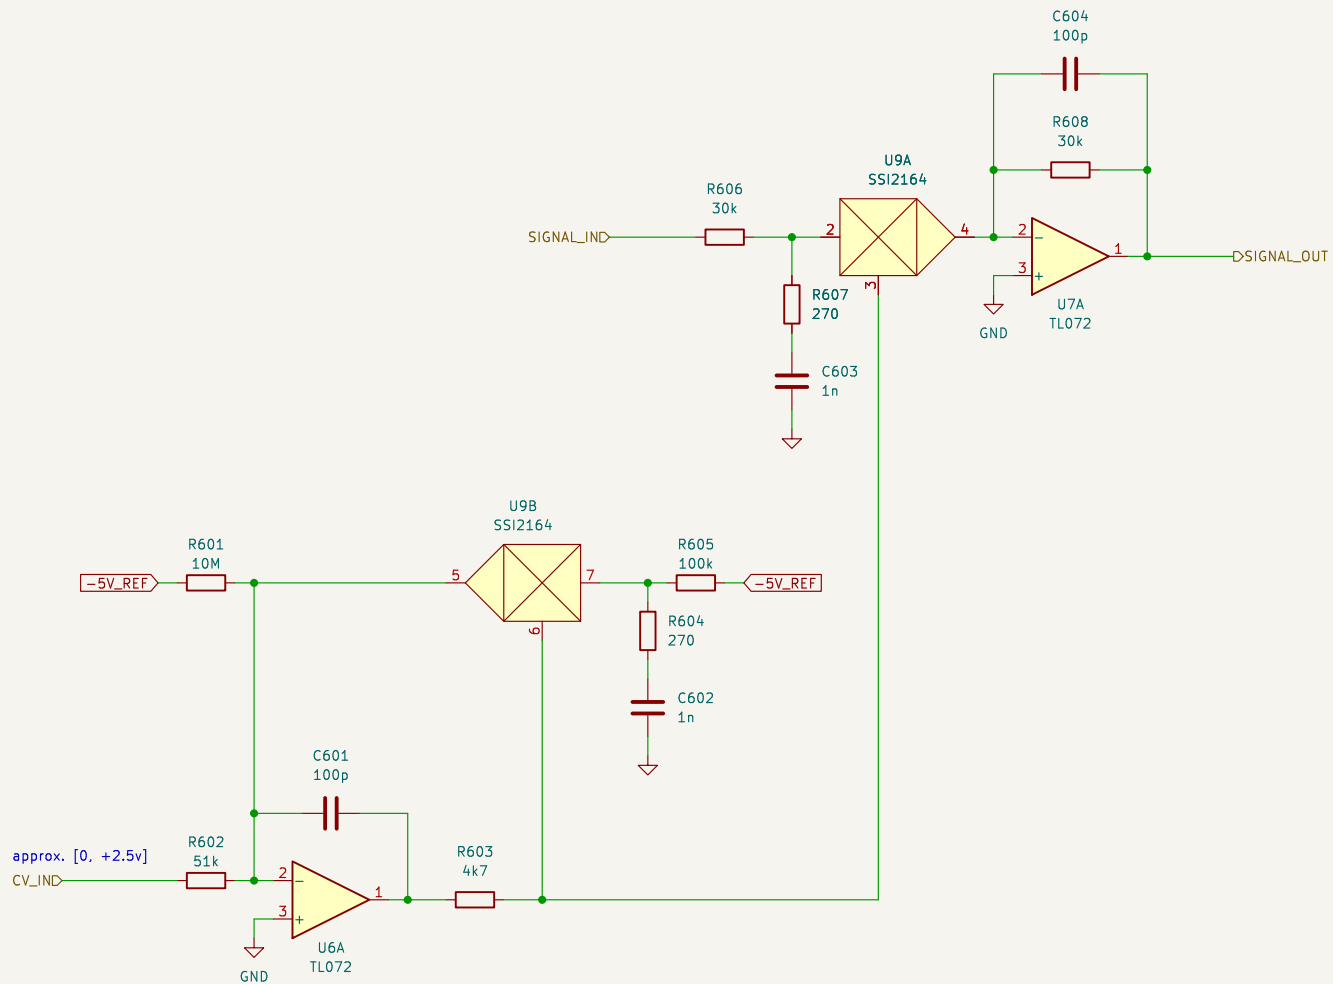 C604
100p
R608
30k
U9A
SSI2164
R606
30k
SIGNAL_IN
2
4
3
2
3
−
+
1
SIGNAL_OUT
U7A
TL072
GND
R607
270
C603
1n
U9B
SSI2164
R601
10M
-5V_REF
5
7
6
R605
100k
-5V_REF
R604
270
C602
1n
C601
100p
approx. [0, +2.5v]
R602
51k
CV_IN
2
3
−
+
1
R603
4k7
U6A
TL072
GND